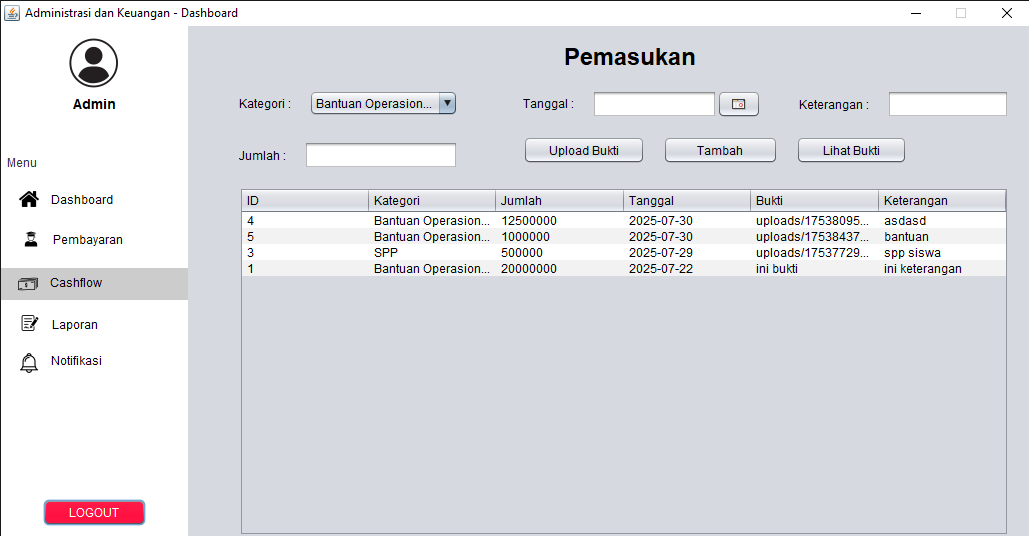 Administrasi dan Keuangan - Dashboard
Admin
Menu
Dashboard
Pembayaran
Cashflow
Laporan
Notifikasi
LOGOUT
Pemasukan
Kategori : Bantuan Operasion... Tanggal : Keterangan :
Jumlah : Upload Bukti Tambah Lihat Bukti
ID Kategori Jumlah Tanggal Bukti Keterangan
4 Bantuan Operasion... 12500000 2025-07-30 uploads/17538095... asdasd
5 Bantuan Operasion... 1000000 2025-07-30 uploads/17538437... bantuan
3 SPP 500000 2025-07-29 uploads/17537729... spp siswa
1 Bantuan Operasion... 20000000 2025-07-22 ini bukti ini keterangan